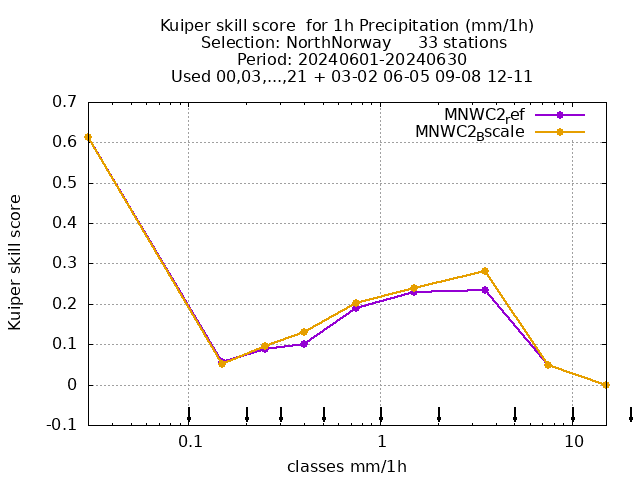 Kuiper skill score  for 1h Precipitation (mm/1h)
Selection: NorthNorway     33 stations
Period: 20240601-20240630
Used 00,03,...,21 + 03-02 06-05 09-08 12-11
MNWC2ref
MNWC2Bscale
0.7
0.6
0.5
0.4
0.3
0.2
0.1
0
-0.1
Kuiper skill score
0.1
1
10
classes mm/1h